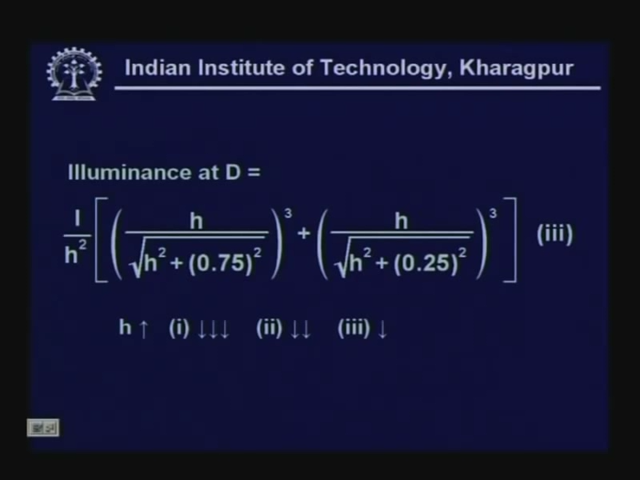 Indian Institute of Technology, Kharagpur
Illuminance at D =
I/h² [ ( h / √(h² + (0.75)²) )³ + ( h / √(h² + (0.25)²) )³ ] (iii)
h ↑ (i) ↓↓↓ (ii) ↓↓ (iii) ↓